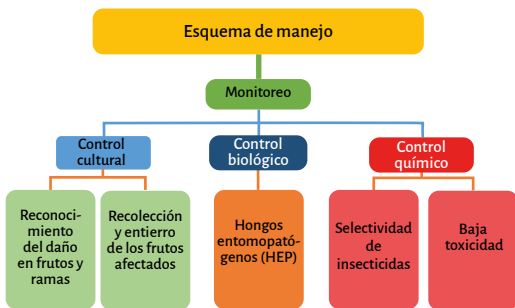 Esquema de manejo
Monitoreo
Control
cultural
Control
biológico
Control
químico
Reconoci-
miento
del daño
en frutos y
ramas
Recolección
y entierro
de los frutos
afectados
Hongos
entomopató-
genos (HEP)
Selectividad
de
insecticidas
Baja
toxicidad